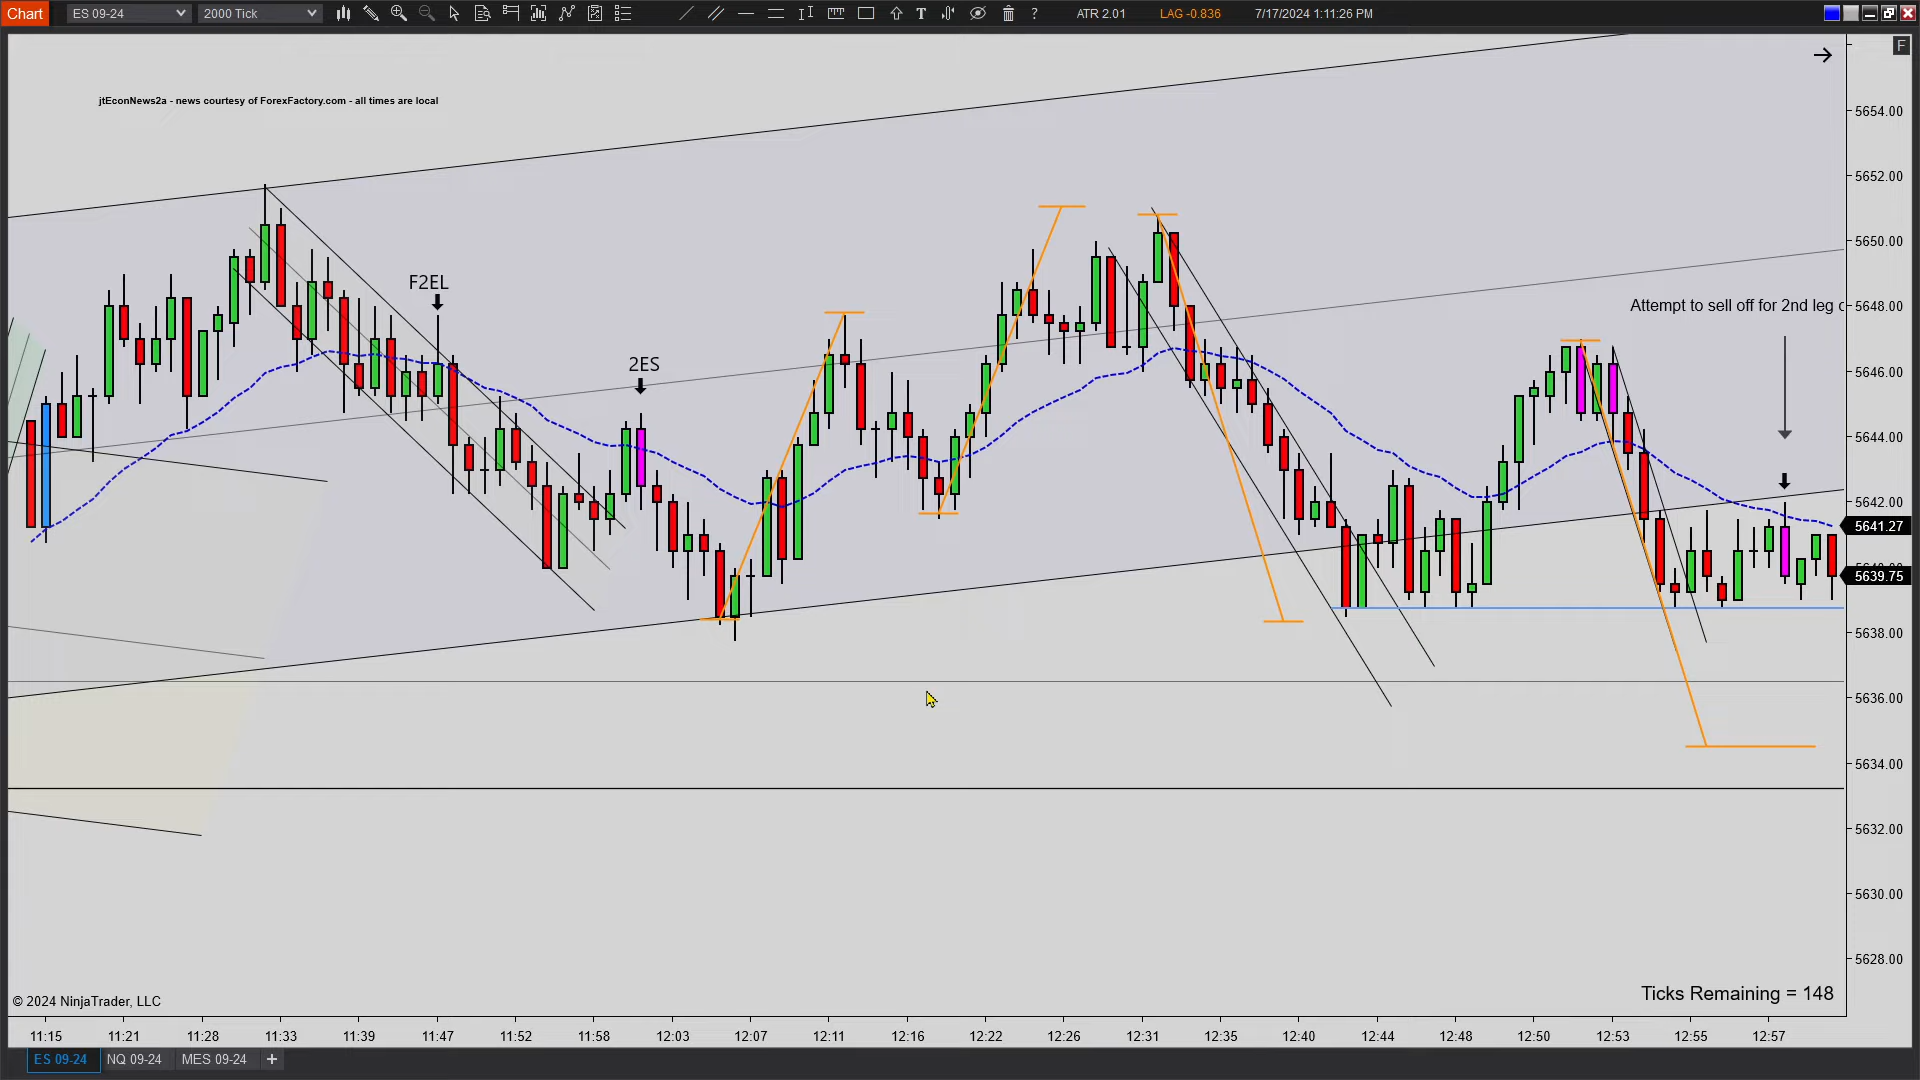 Chart ES 09-24 2000 Tick ? ATR 2.01 LAG -0.836 7/17/2024 1:11:26 PM
F
jtEconNews2a - news courtesy of ForexFactory.com - all times are local
5654.00
5652.00
5650.00
F2EL
Attempt to sell off for 2nd leg
5648.00
2ES
5646.00
5644.00
5642.00
5641.27
5639.75
5638.00
5636.00
5634.00
5632.00
5630.00
5628.00
Ticks Remaining = 148
© 2024 NinjaTrader, LLC
11:15 11:21 11:28 11:33 11:39 11:47 11:52 11:58 12:03 12:07 12:11 12:16 12:22 12:26 12:31 12:35 12:40 12:44 12:48 12:50 12:53 12:55 12:57
ES 09-24 NQ 09-24 MES 09-24 +